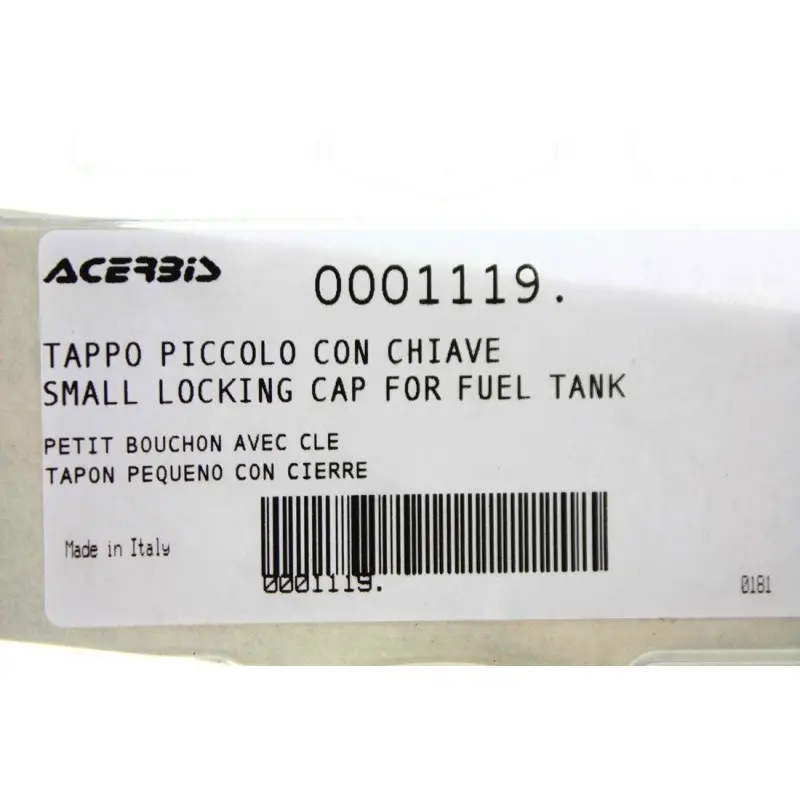 ACERBIS
0001119.
TAPPO PICCOLO CON CHIAVE
SMALL LOCKING CAP FOR FUEL TANK
PETIT BOUCHON AVEC CLE
TAPON PEQUENO CON CIERRE
Made in Italy
0001119.
0181